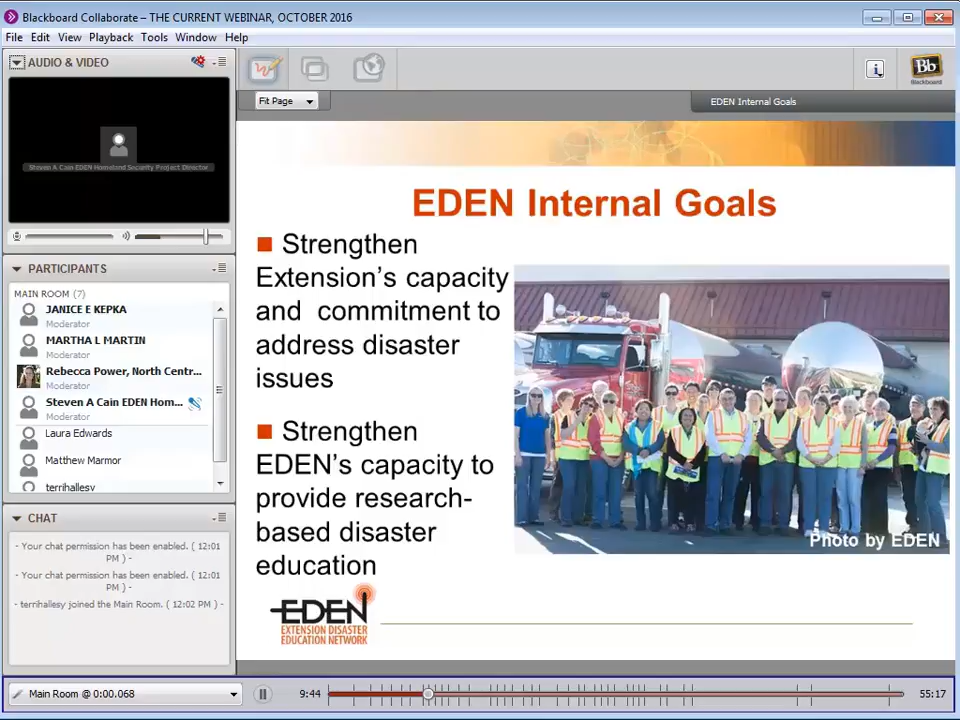 Blackboard Collaborate – THE CURRENT WEBINAR, OCTOBER 2016
File Edit View Playback Tools Window Help
AUDIO & VIDEO
Steven A Cain EDEN Homeland Security Project Director
PARTICIPANTS
MAIN ROOM (7)
JANICE E KEPKA
Moderator
MARTHA L MARTIN
Moderator
Rebecca Power, North Centr...
Moderator
Steven A Cain EDEN Hom...
Moderator
Laura Edwards
Matthew Marmor
terrihallesy
CHAT
- Your chat permission has been enabled. ( 12:01
PM ) -
- Your chat permission has been enabled. ( 12:01
PM ) -
- terrihallesy joined the Main Room. ( 12:02 PM ) -
Main Room @ 0:00.068
9:44
55:17
Fit Page
EDEN Internal Goals
i
Bb
Blackboard
EDEN Internal Goals
Strengthen
Extension’s capacity
and commitment to
address disaster
issues
Strengthen
EDEN’s capacity to
provide research-
based disaster
education
Photo by EDEN
EDEN
EXTENSION DISASTER
EDUCATION NETWORK